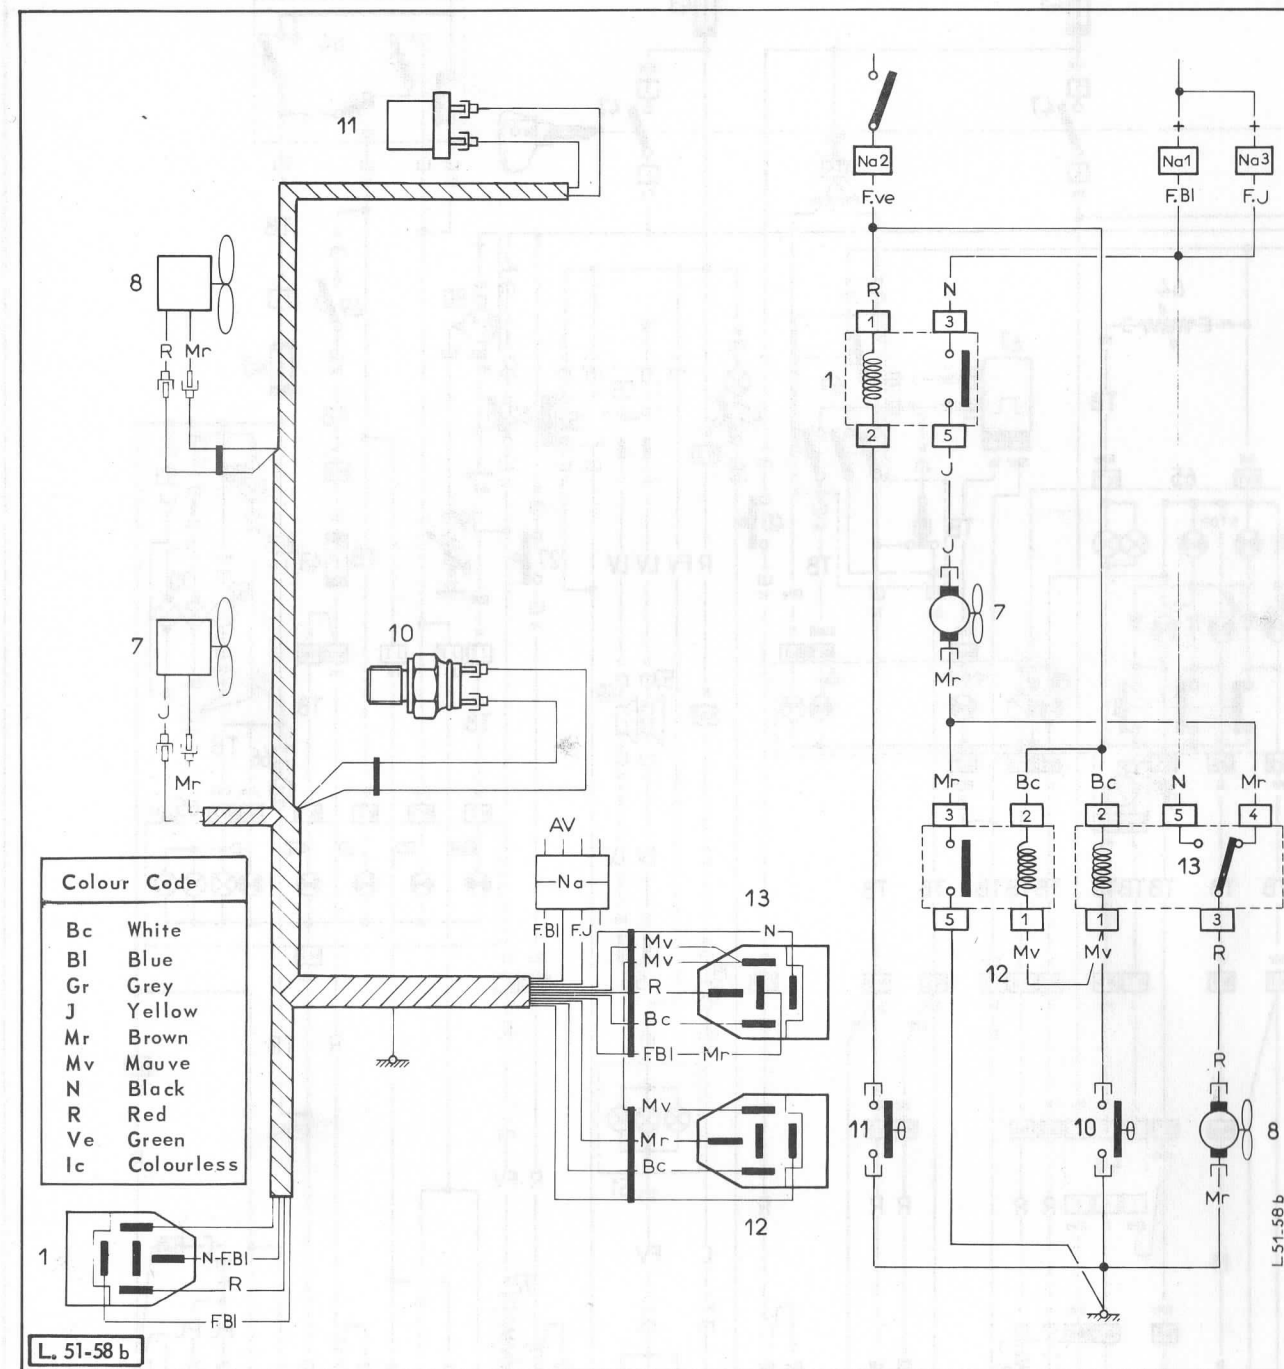 11
Na2
Na1
Na3
F.ve
F.Bl
F.J
8
R Mr
R N
1 3
1
2 5
J
J
7
10
7
J
Mr
Mr
Mr Bc Bc N Mr
3 2 2 5 4
13
5 1 1 3
Mv Mv R
12
AV
Na
F.Bl F.J
13
Mv
Mv
N
R
Bc
F.Bl Mr
Mv
Mr
Bc
12
R
11
10
8
Mr
Colour Code
Bc White
Bl Blue
Gr Grey
J Yellow
Mr Brown
Mv Mauve
N Black
R Red
Ve Green
Ic Colourless
1
N-F.Bl
R
F.Bl
L. 51-58 b
L.51-58 b